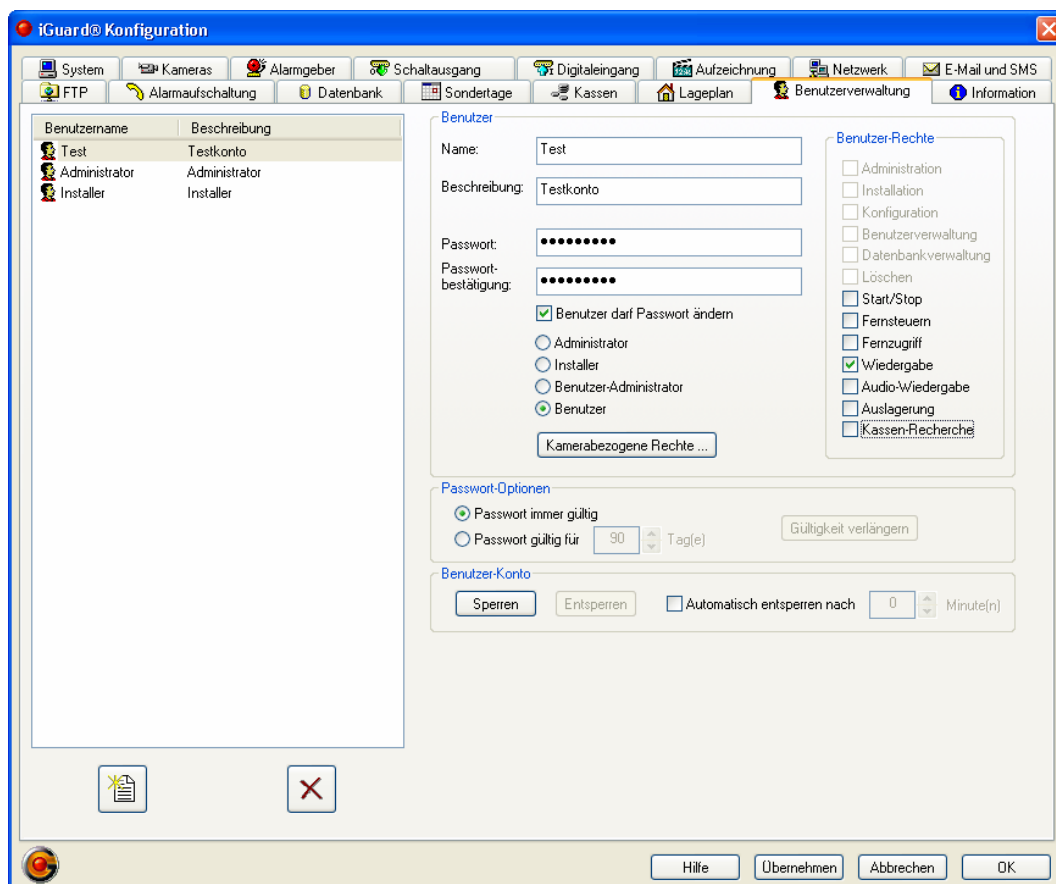 iGuard® Konfiguration
System Kameras Alarmgeber Schaltausgang Digitaleingang Aufzeichnung Netzwerk E-Mail und SMS
FTP Alarmaufschaltung Datenbank Sondertage Kassen Lageplan Benutzerverwaltung Information
Benutzername Beschreibung
Test Testkonto
Administrator Administrator
Installer Installer
Benutzer
Name: Test
Beschreibung: Testkonto
Passwort: •••••••••
Passwort-
bestätigung: •••••••••
Benutzer darf Passwort ändern
Administrator
Installer
Benutzer-Administrator
Benutzer
Kamerabezogene Rechte ...
Benutzer-Rechte
Administration
Installation
Konfiguration
Benutzerverwaltung
Datenbankverwaltung
Löschen
Start/Stop
Fernsteuern
Fernzugriff
Wiedergabe
Audio-Wiedergabe
Auslagerung
Kassen-Recherche
Passwort-Optionen
Passwort immer gültig
Passwort gültig für 90 Tag(e)
Gültigkeit verlängern
Benutzer-Konto
Sperren Entsperren Automatisch entsperren nach 0 Minute(n)
Hilfe Übernehmen Abbrechen OK